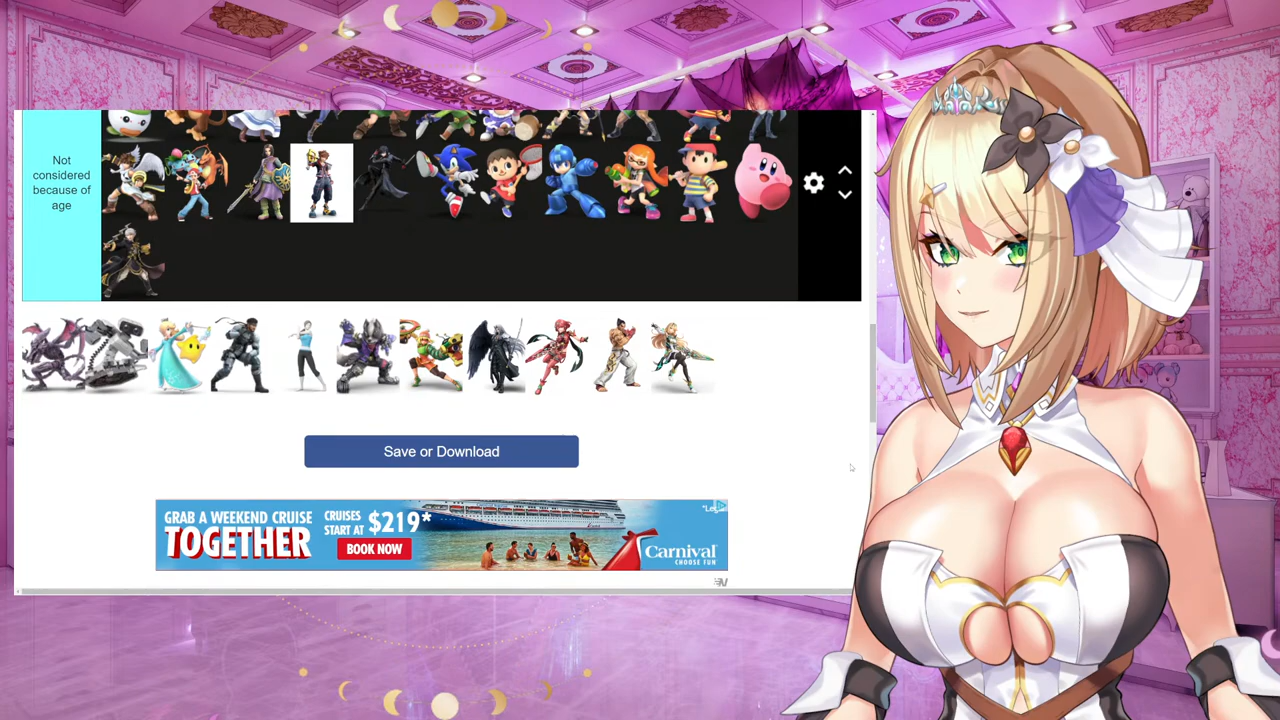 Not
considered
because of
age
Save or Download
GRAB A WEEKEND CRUISE
TOGETHER
CRUISES
START AT $219*
BOOK NOW
Carnival
CHOOSE FUN